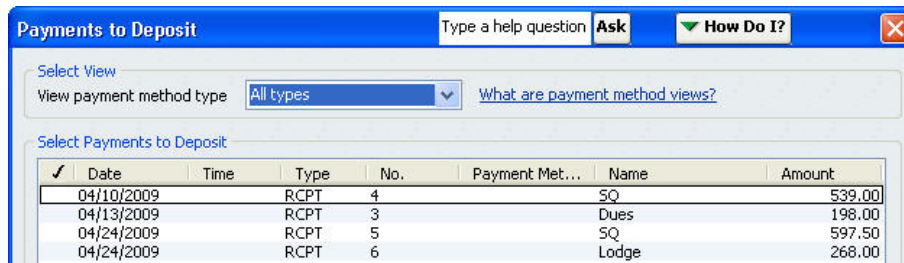 Payments to Deposit Type a help question Ask How Do I?
Select View
View payment method type All types What are payment method views?
Select Payments to Deposit
✓ Date Time Type No. Payment Met... Name Amount
04/10/2009 RCPT 4 SQ 539.00
04/13/2009 RCPT 3 Dues 198.00
04/24/2009 RCPT 5 SQ 597.50
04/24/2009 RCPT 6 Lodge 268.00